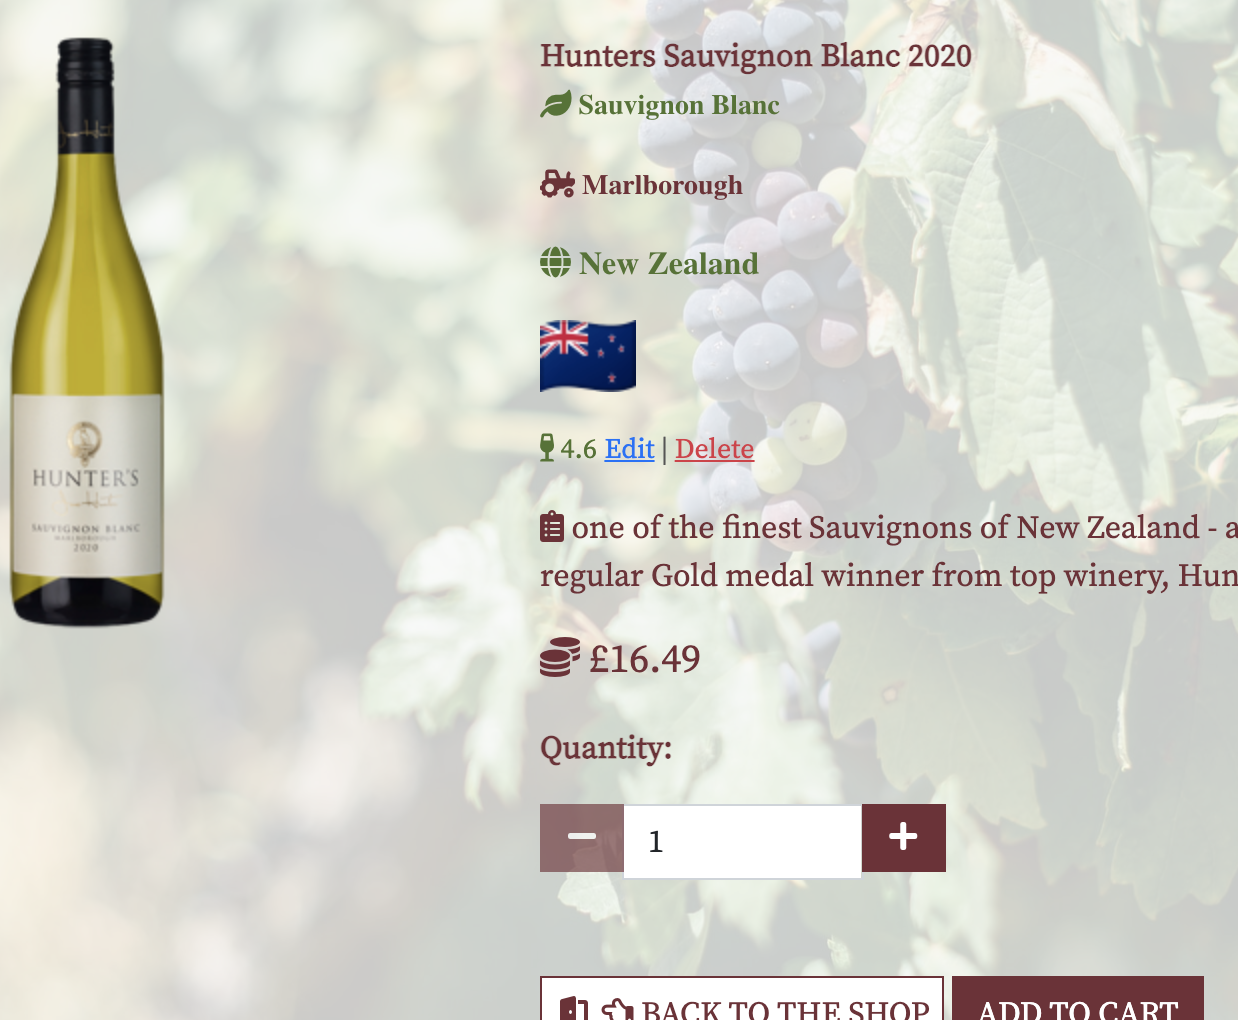 Hunters Sauvignon Blanc 2020
Sauvignon Blanc
Marlborough
New Zealand
4.6 Edit | Delete
one of the finest Sauvignons of New Zealand - a
regular Gold medal winner from top winery, Hun
£16.49
Quantity:
1
BACK TO THE SHOP
ADD TO CART
HUNTER'S
SAUVIGNON BLANC
MARLBOROUGH
2020